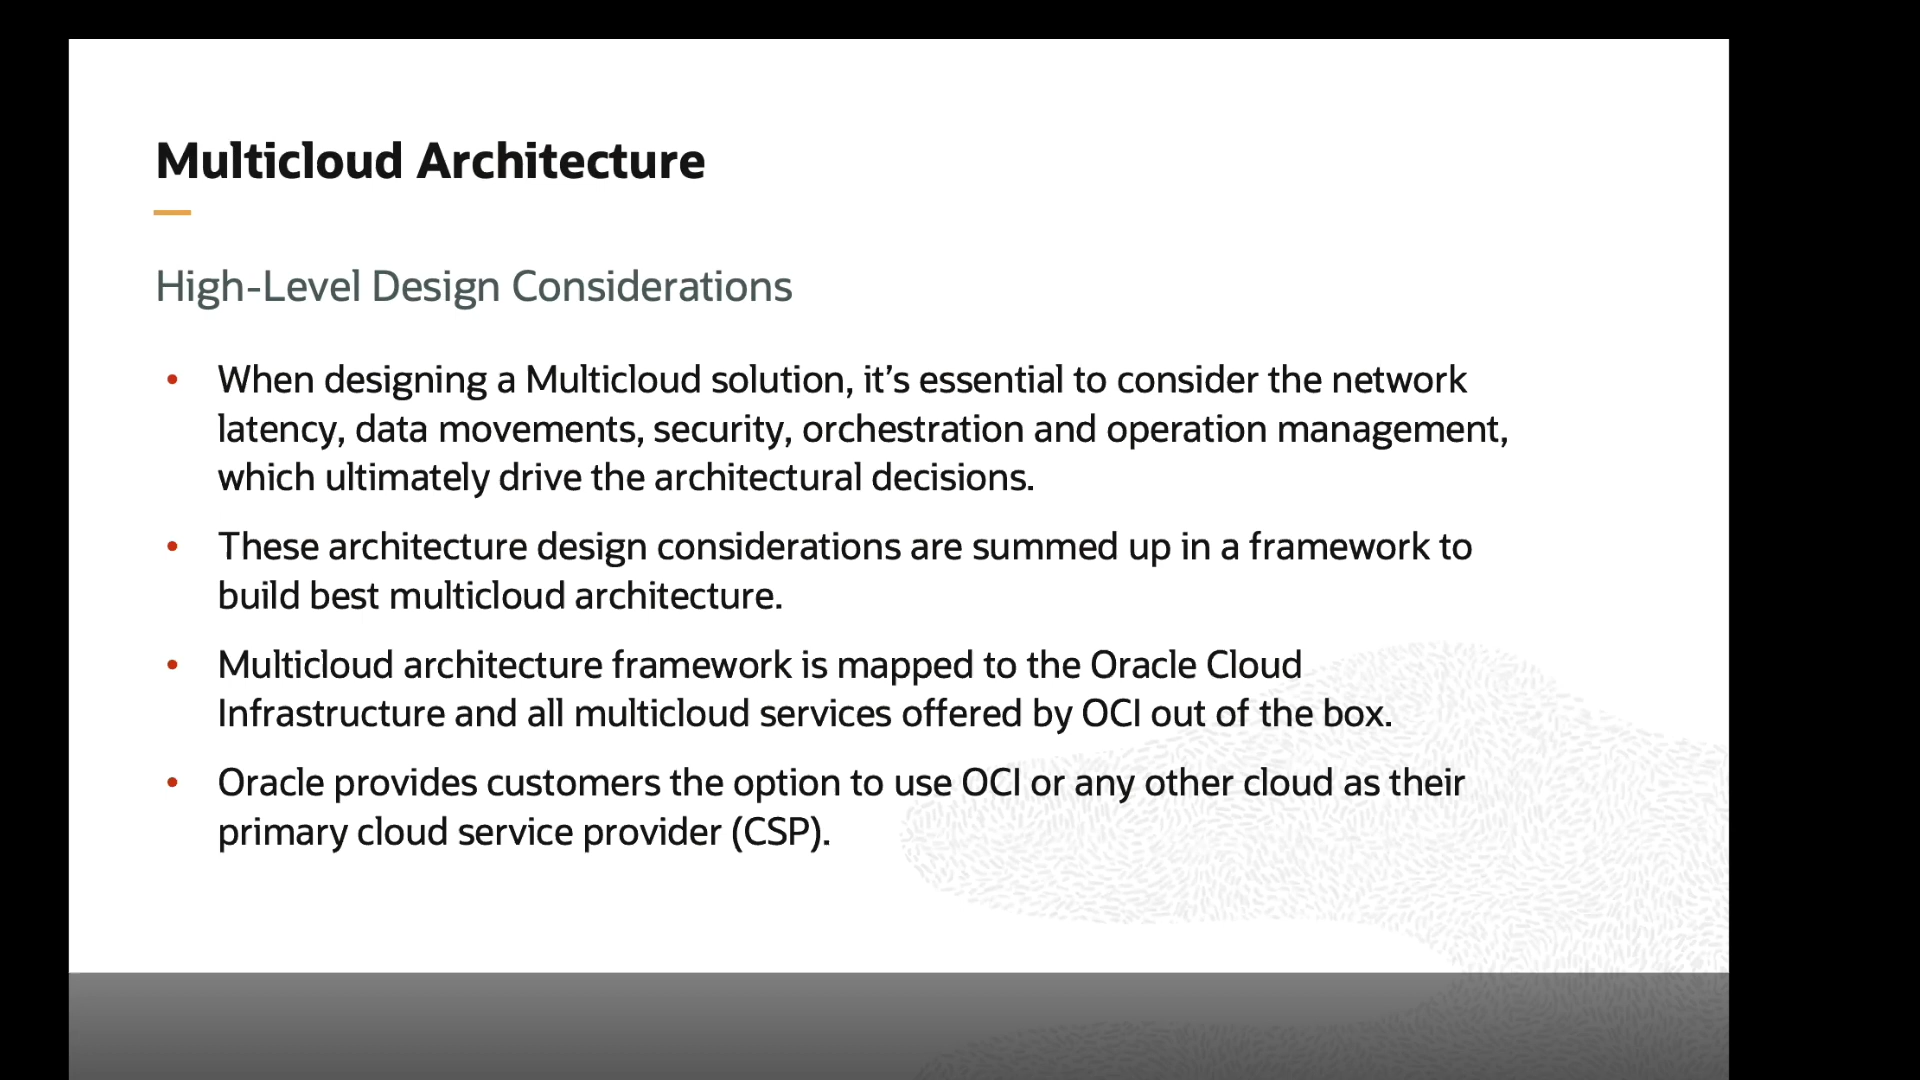 Multicloud Architecture
High-Level Design Considerations
• When designing a Multicloud solution, it’s essential to consider the network
latency, data movements, security, orchestration and operation management,
which ultimately drive the architectural decisions.
• These architecture design considerations are summed up in a framework to
build best multicloud architecture.
• Multicloud architecture framework is mapped to the Oracle Cloud
Infrastructure and all multicloud services offered by OCI out of the box.
• Oracle provides customers the option to use OCI or any other cloud as their
primary cloud service provider (CSP).